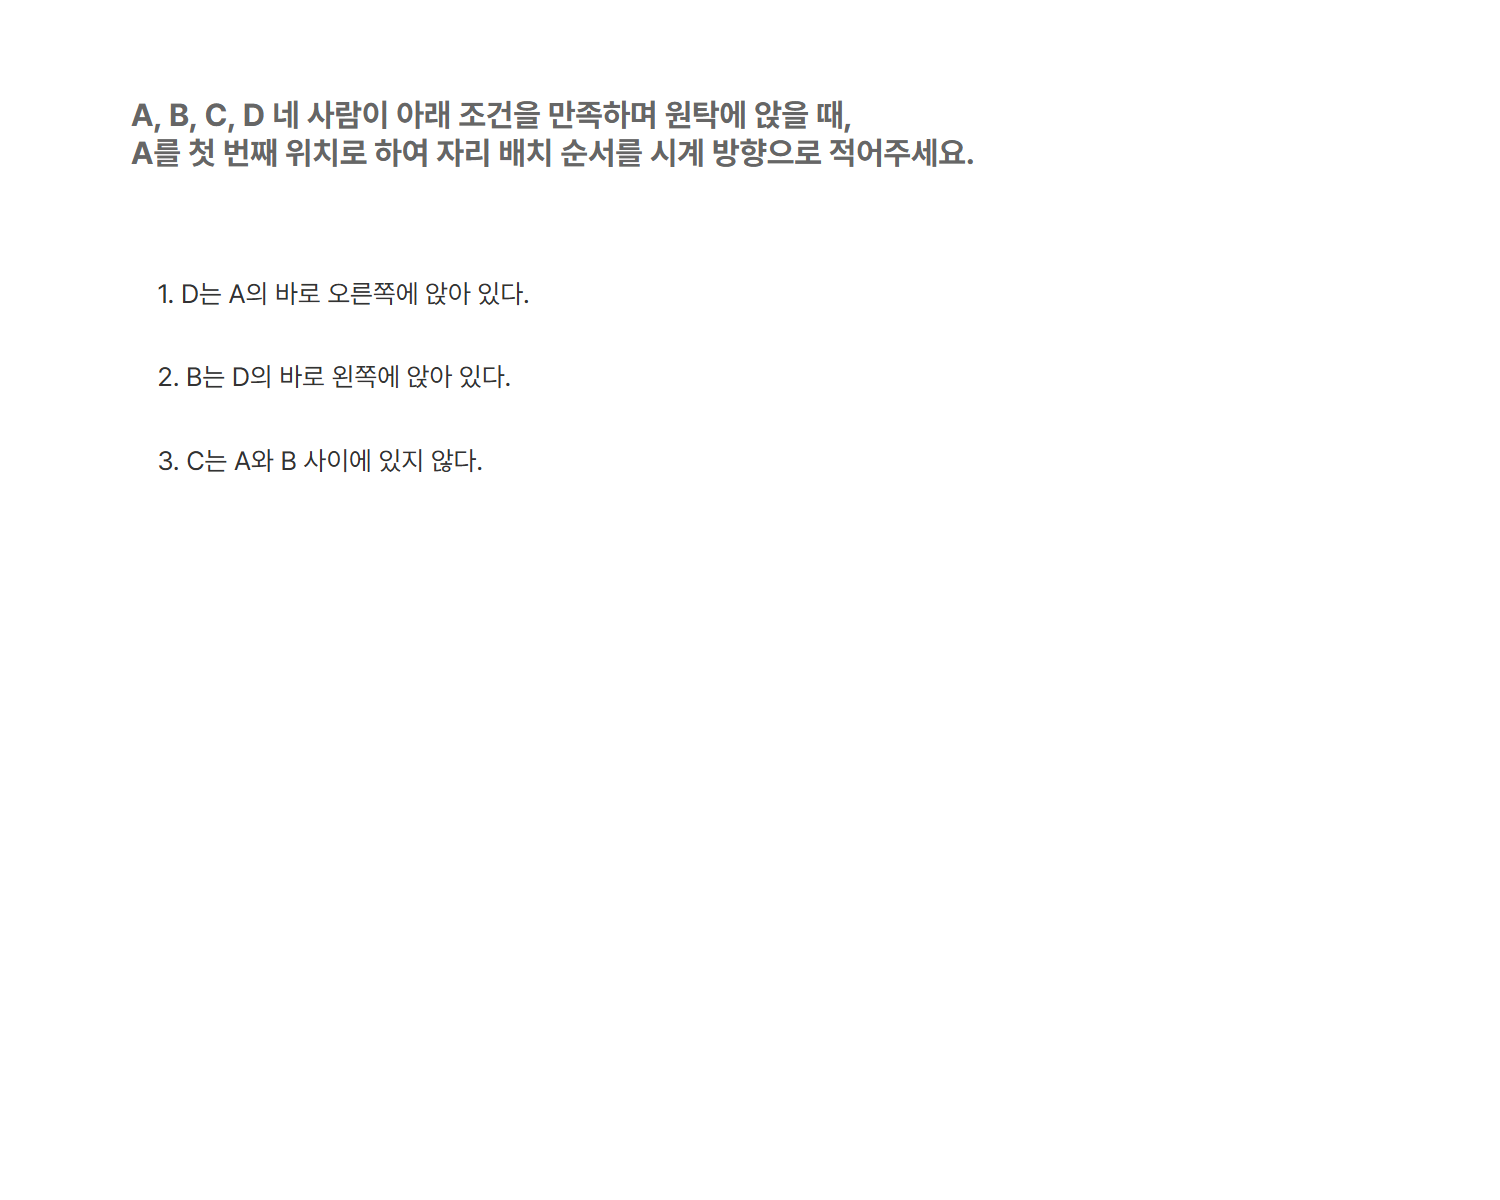 A, B, C, D 네 사람이 아래 조건을 만족하며 원탁에 앉을 때,
A를 첫 번째 위치로 하여 자리 배치 순서를 시계 방향으로 적어주세요.
1. D는 A의 바로 오른쪽에 앉아 있다.
2. B는 D의 바로 왼쪽에 앉아 있다.
3. C는 A와 B 사이에 있지 않다.